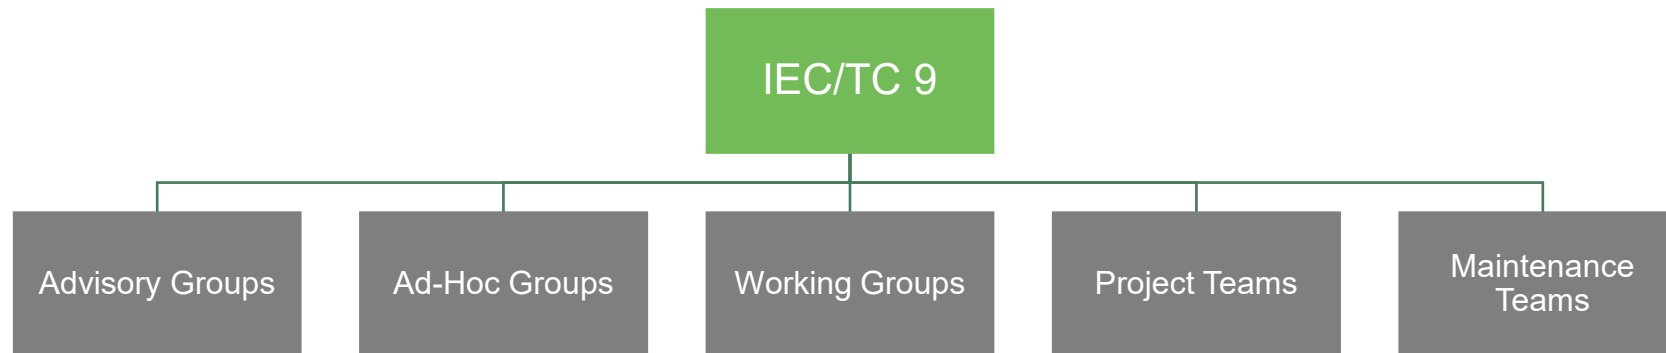 IEC/TC 9
Advisory Groups
Ad-Hoc Groups
Working Groups
Project Teams
Maintenance
Teams